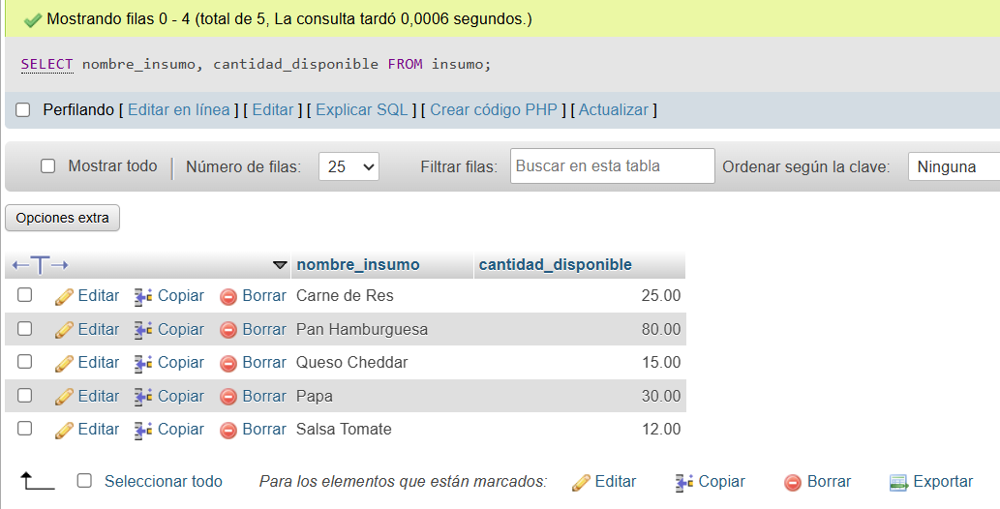 Mostrando filas 0 - 4 (total de 5, La consulta tardó 0,0006 segundos.)
SELECT nombre_insumo, cantidad_disponible FROM insumo;
Perfilando [ Editar en línea ] [ Editar ] [ Explicar SQL ] [ Crear código PHP ] [ Actualizar ]
Mostrar todo Número de filas: 25 Filtrar filas: Buscar en esta tabla Ordenar según la clave: Ninguna
Opciones extra
nombre_insumo cantidad_disponible
Editar Copiar Borrar Carne de Res 25.00
Editar Copiar Borrar Pan Hamburguesa 80.00
Editar Copiar Borrar Queso Cheddar 15.00
Editar Copiar Borrar Papa 30.00
Editar Copiar Borrar Salsa Tomate 12.00
Seleccionar todo Para los elementos que están marcados: Editar Copiar Borrar Exportar